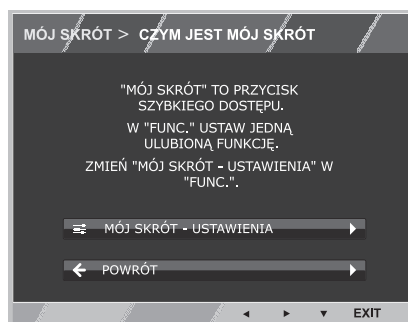 MÓJ SKRÓT > CZYM JEST MÓJ SKRÓT
"MÓJ SKRÓT" TO PRZYCISK
SZYBKIEGO DOSTĘPU.
W "FUNC." USTAW JEDNĄ
ULUBIONĄ FUNKCJĘ.
ZMIEŃ "MÓJ SKRÓT - USTAWIENIA" W
"FUNC.".
MÓJ SKRÓT - USTAWIENIA
POWRÓT
EXIT